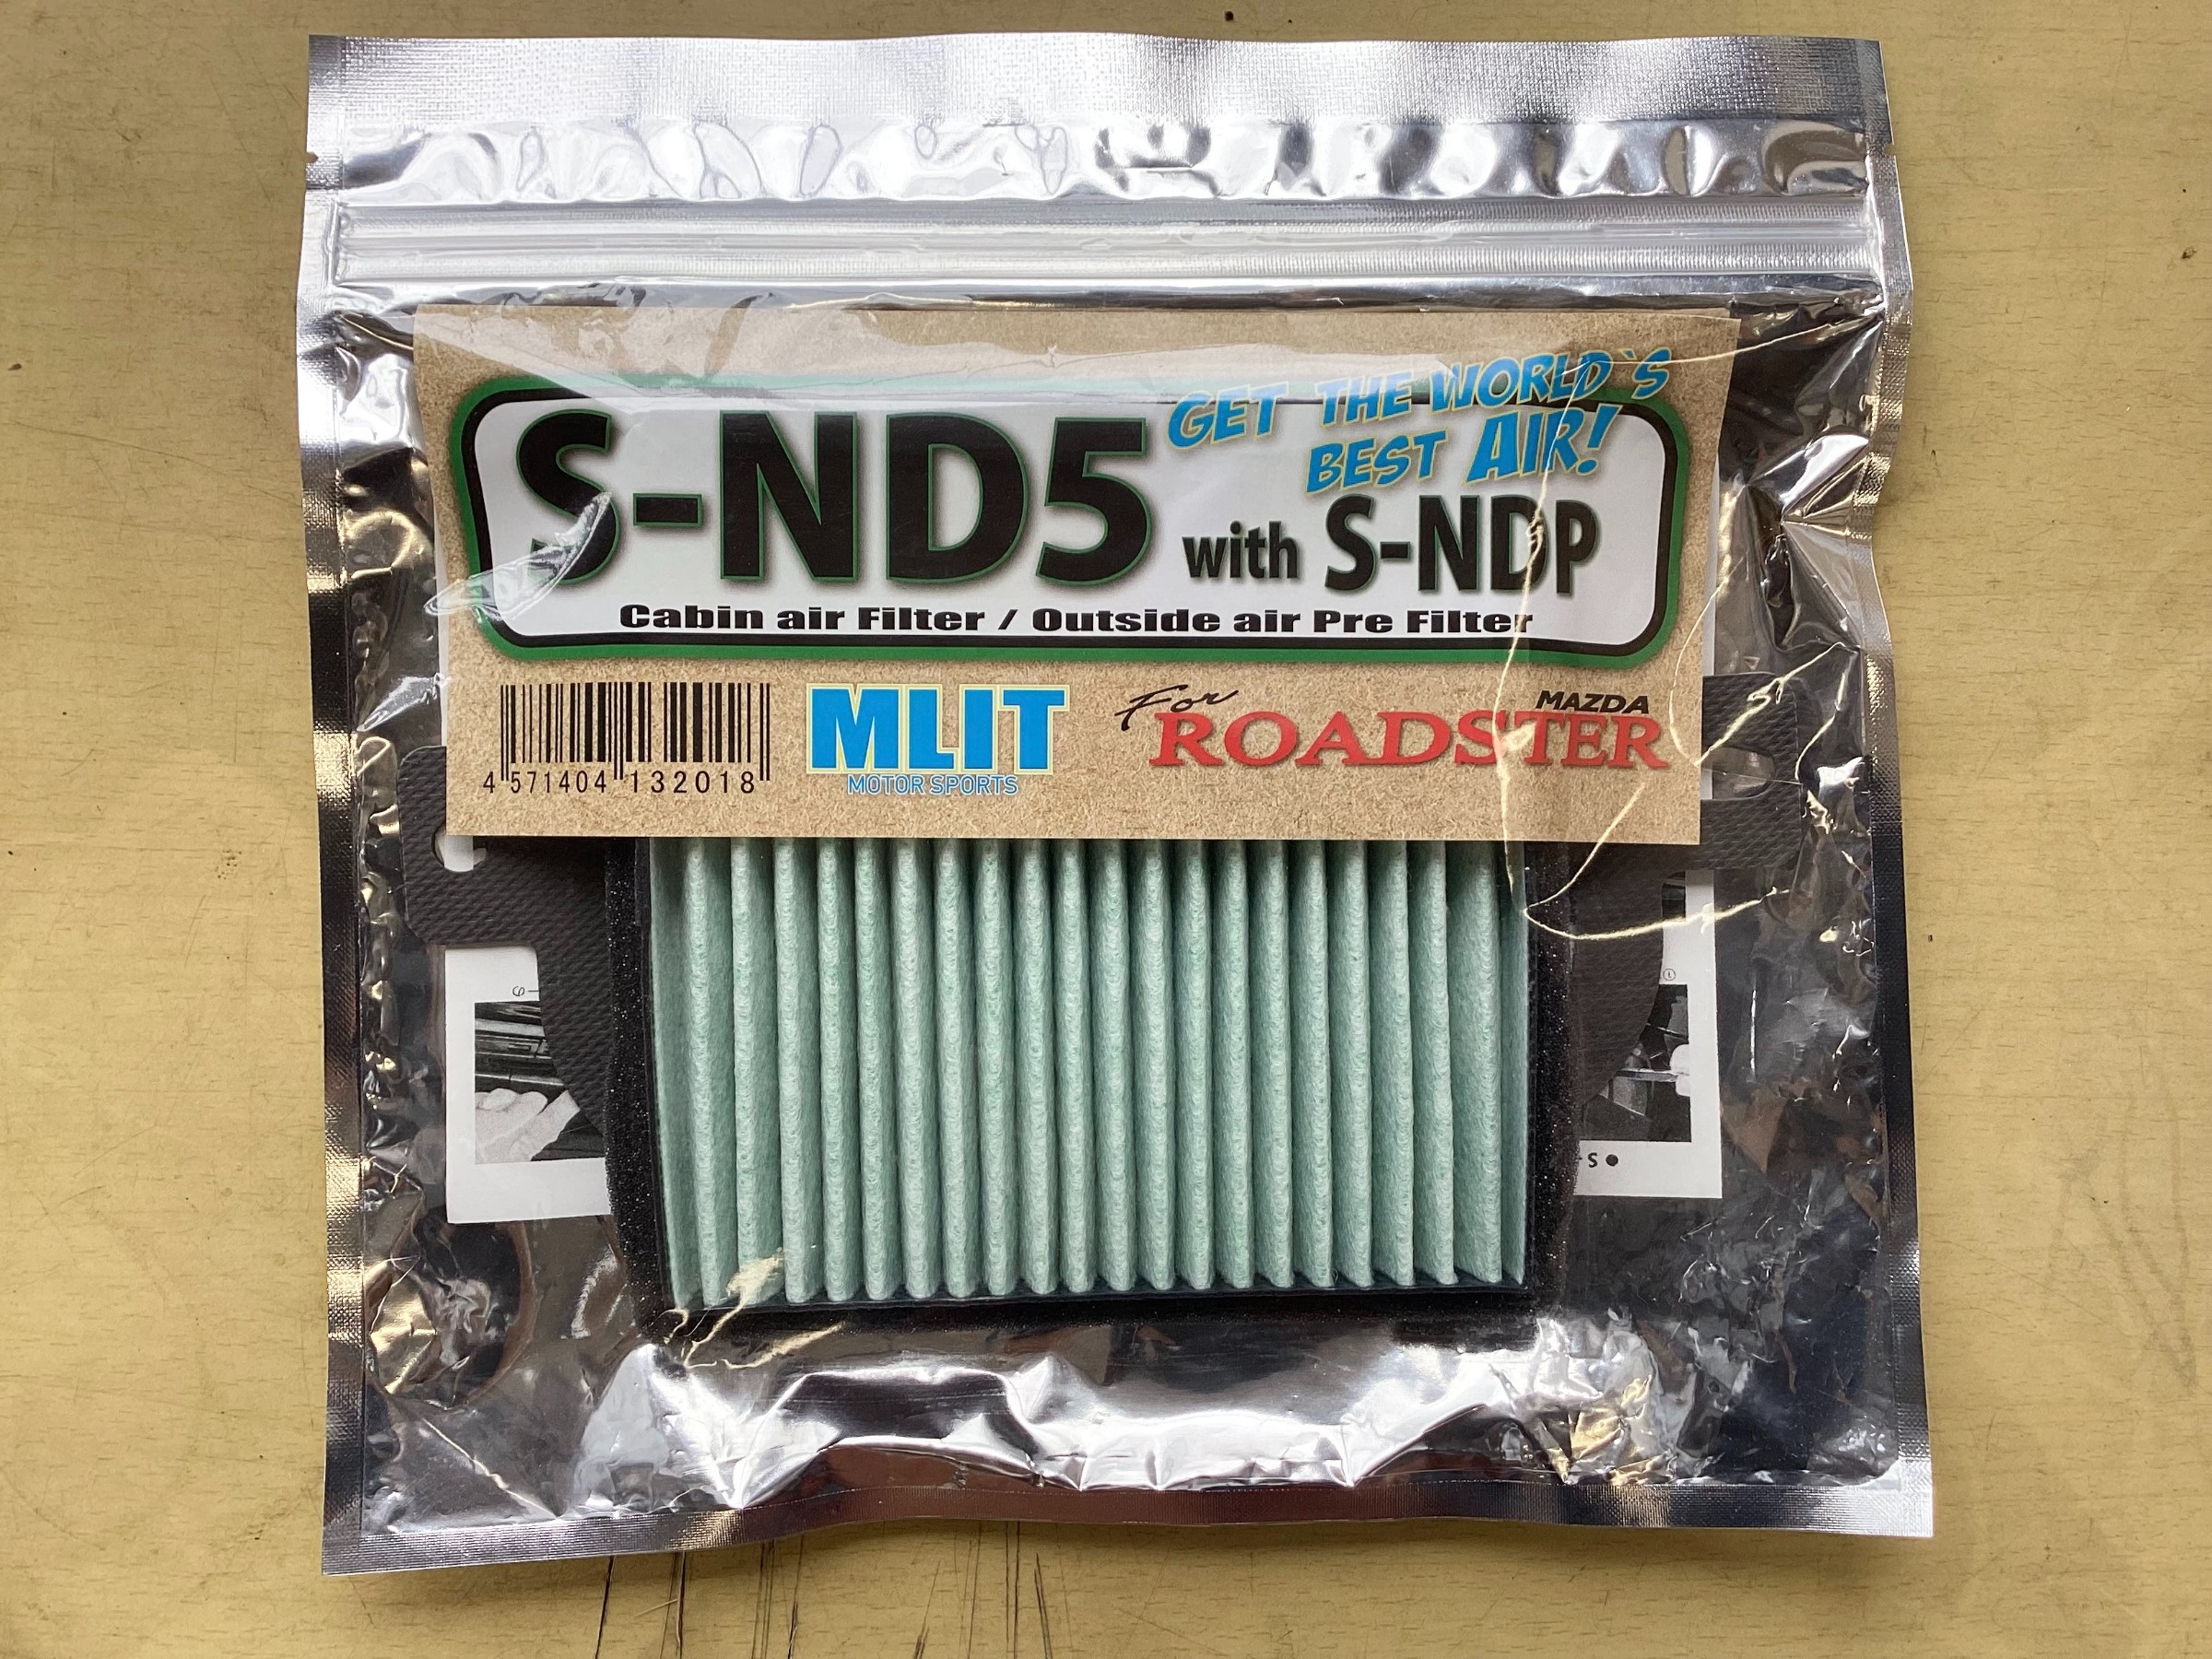 GET THE WORLD`S
BEST AIR!
S-ND5 with S-NDP
Cabin air Filter / Outside air Pre Filter
4 571404 132018
MLIT
MOTOR SPORTS
For MAZDA
ROADSTER